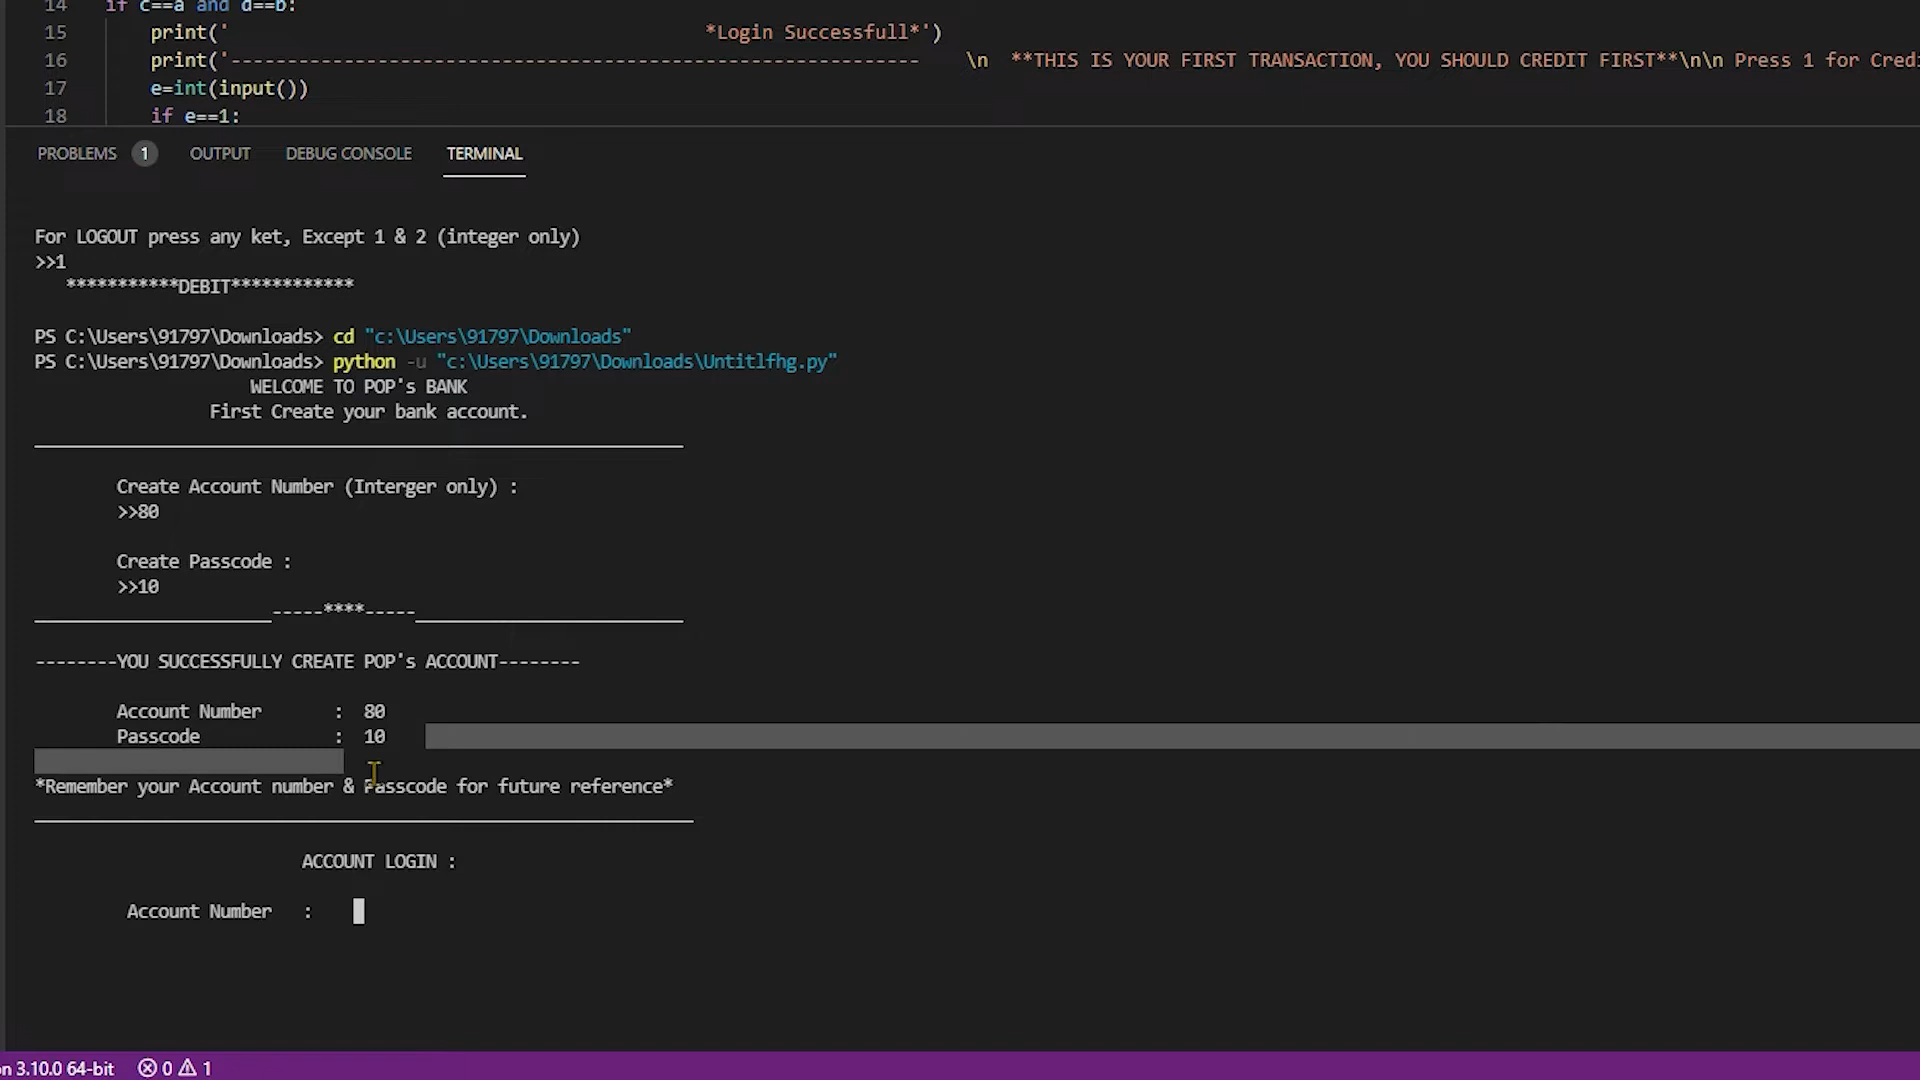 14 if c==a and d==b:
15 print(' *Login Successfull*')
16 print('------------------------------------------------------------- \n **THIS IS YOUR FIRST TRANSACTION, YOU SHOULD CREDIT FIRST**\n\n Press 1 for Credi
17 e=int(input())
18 if e==1:
PROBLEMS 1 OUTPUT DEBUG CONSOLE TERMINAL
For LOGOUT press any ket, Except 1 & 2 (integer only)
>>1
***********DEBIT************
PS C:\Users\91797\Downloads> cd "c:\Users\91797\Downloads"
PS C:\Users\91797\Downloads> python -u "c:\Users\91797\Downloads\Untitlfhg.py"
WELCOME TO POP's BANK
First Create your bank account.
Create Account Number (Interger only) :
>>80
Create Passcode :
>>10
_______________________-----****-----__________________________
--------YOU SUCCESSFULLY CREATE POP's ACCOUNT--------
Account Number : 80
Passcode : 10
*Remember your Account number & Passcode for future reference*
ACCOUNT LOGIN :
Account Number :
n 3.10.0 64-bit 0 1